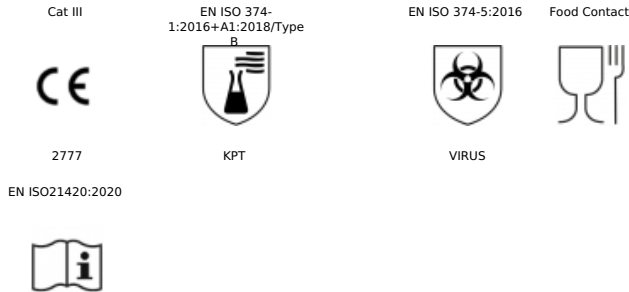 Cat III
EN ISO 374-
1:2016+A1:2018/Type
B
EN ISO 374-5:2016
Food Contact
CE
2777
KPT
VIRUS
EN ISO21420:2020
i